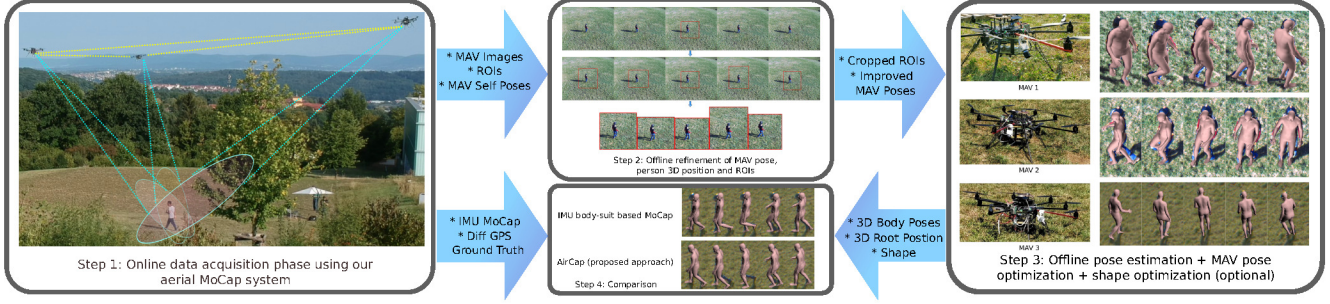 Step 1: Online data acquisition phase using our
aerial MoCap system
* MAV Images
* ROIs
* MAV Self Poses
* IMU MoCap
* Diff GPS
Ground Truth
Step 2: Offline refinement of MAV pose,
person 3D position and ROIs
IMU body-suit based MoCap
AirCap (proposed approach)
Step 4: Comparison
* Cropped ROIs
* Improved
MAV Poses
* 3D Body Poses
* 3D Root Postion
* Shape
MAV 1
MAV 2
MAV 3
Step 3: Offline pose estimation + MAV pose
optimization + shape optimization (optional)